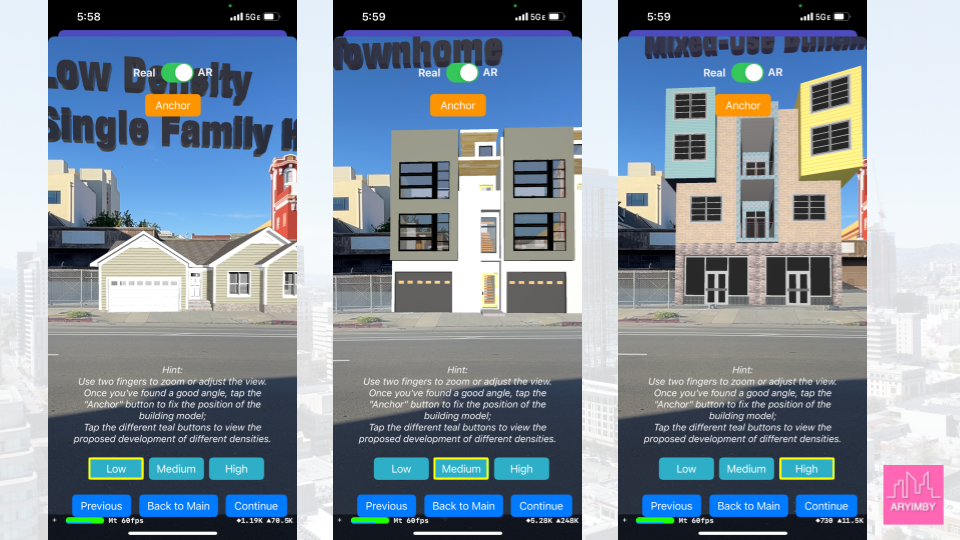 5:58
5GE
Low Density
Single Family
Real
AR
Anchor
Hint:
Use two fingers to zoom or adjust the view.
Once you've found a good angle, tap the
"Anchor" button to fix the position of the
building model;
Tap the different teal buttons to view the
proposed development of different densities.
Low
Medium
High
Previous
Back to Main
Continue
+ Mt 60fps
◆1.19K ▲70.5K
5:59
5GE
Townhome
Real
AR
Anchor
Hint:
Use two fingers to zoom or adjust the view.
Once you've found a good angle, tap the
"Anchor" button to fix the position of the
building model;
Tap the different teal buttons to view the
proposed development of different densities.
Low
Medium
High
Previous
Back to Main
Continue
+ Mt 60fps
◆5.28K ▲248K
5:59
5GE
Mixed-Use Buildin
Real
AR
Anchor
Hint:
Use two fingers to zoom or adjust the view.
Once you've found a good angle, tap the
"Anchor" button to fix the position of the
building model;
Tap the different teal buttons to view the
proposed development of different densities.
Low
Medium
High
Previous
Back to Main
Continue
+ Mt 60fps
◆730 ▲11.5K
ARYIMBY